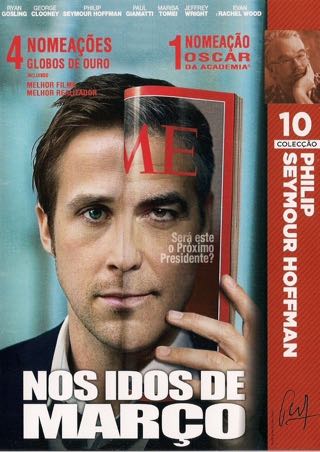 RYAN GEORGE PHILIP PAUL MARISA JEFFREY EVAN
GOSLING CLOONEY SEYMOUR HOFFMAN GIAMATTI TOMEI WRIGHT RACHEL WOOD
4 NOMEAÇÕES
GLOBOS DE OURO
INCLUINDO
MELHOR FILME
MELHOR REALIZADOR
1 NOMEAÇÃO
OSCAR
DA ACADEMIA®
ME
Será este
o Próximo
Presidente?
NOS IDOS DE
MARÇO
10
COLECÇÃO
PHILIP
SEYMOUR HOFFMAN